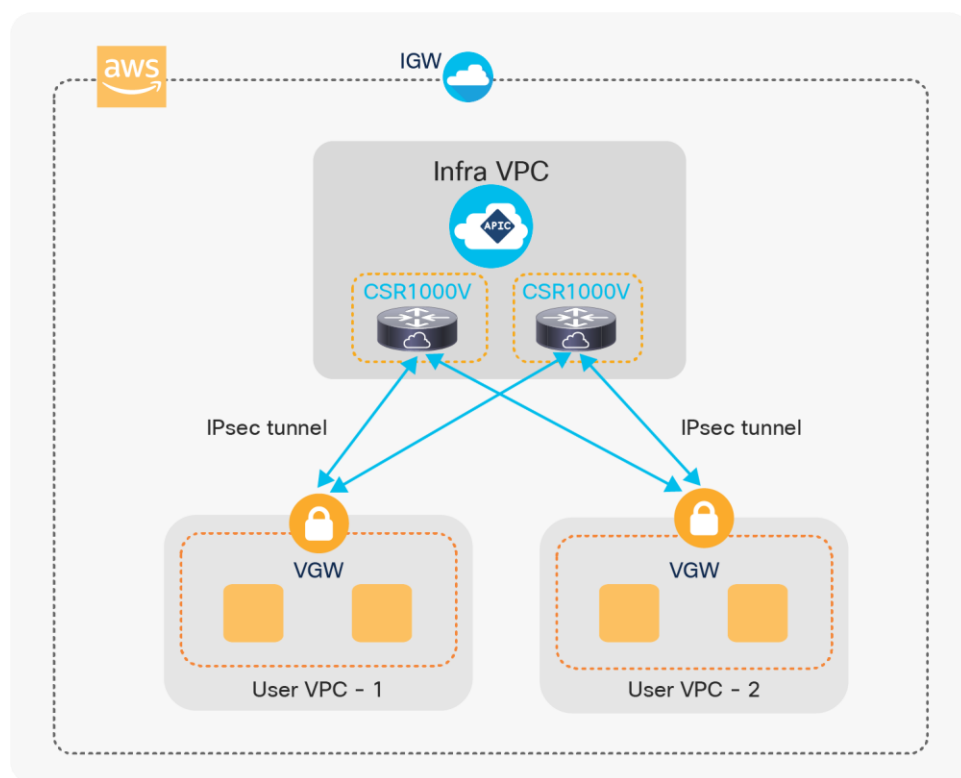 aws
IGW
Infra VPC
APIC
CSR1000V
CSR1000V
IPsec tunnel
IPsec tunnel
VGW
VGW
User VPC - 1
User VPC - 2